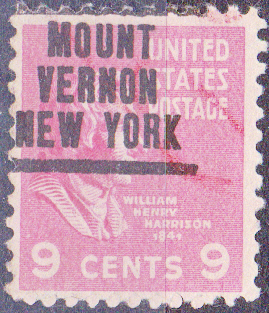 MOUNT
VERNON
NEW YORK
UNITED
STATES
POSTAGE
WILLIAM
HENRY
HARRISON
1841
9 CENTS 9